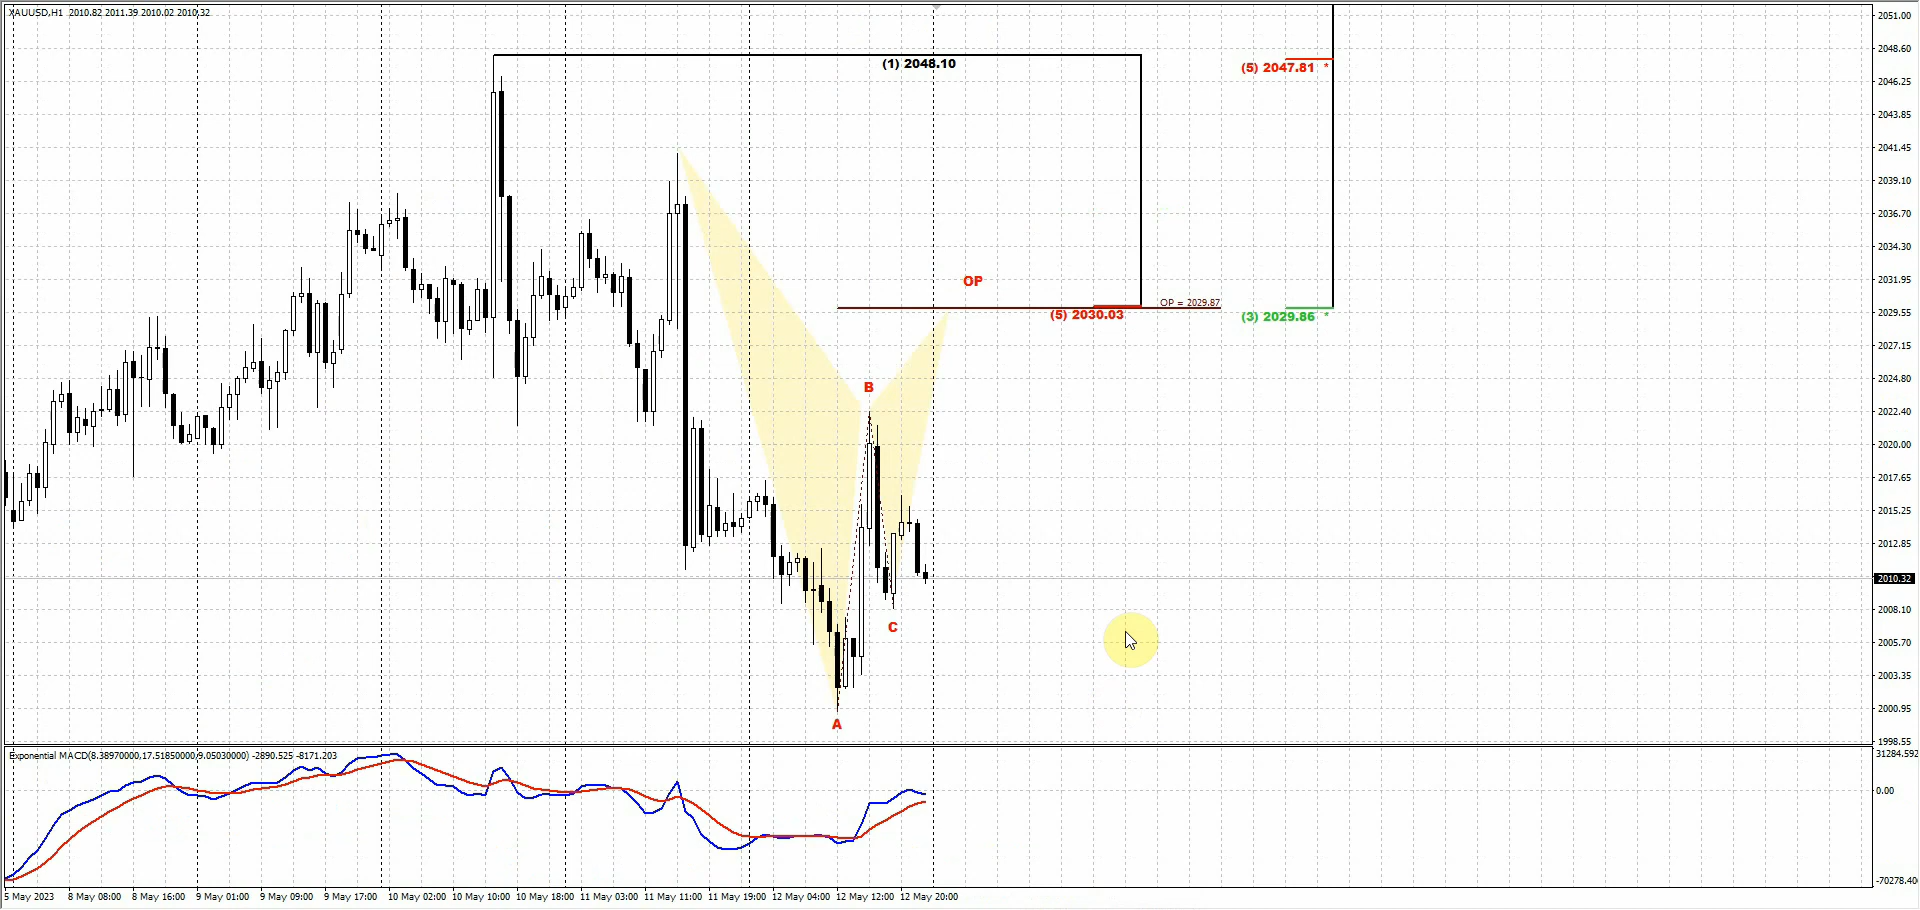 XAUUSD,H1 2010.82 2011.39 2010.02 2010.32
(1) 2048.10
(5) 2047.81 *
OP
OP = 2029.87
(5) 2030.03
(3) 2029.86 *
B
C
A
2051.00
2048.60
2046.25
2043.85
2041.45
2039.10
2036.70
2034.30
2031.95
2029.55
2027.15
2024.80
2022.40
2020.00
2017.65
2015.25
2012.85
2010.32
2008.10
2005.70
2003.35
2000.95
1998.55
Exponential MACD(8.38970000,17.51850000,9.05030000) -2890.525 -8171.203
31284.592
0.00
-70278.40
5 May 2023
8 May 08:00
8 May 16:00
9 May 01:00
9 May 09:00
9 May 17:00
10 May 02:00
10 May 10:00
10 May 18:00
11 May 03:00
11 May 11:00
11 May 19:00
12 May 04:00
12 May 12:00
12 May 20:00